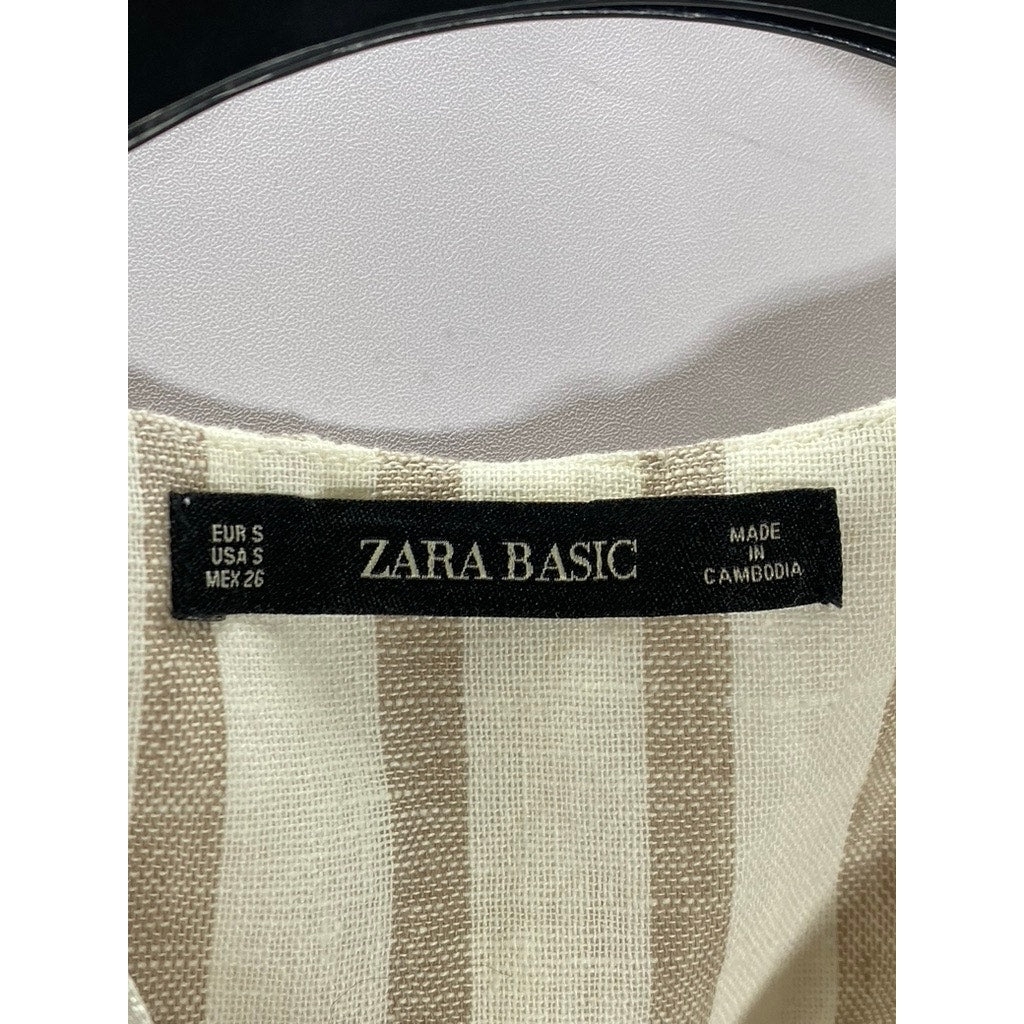 EUR S
USA S
MEX 26
ZARA BASIC
MADE
IN
CAMBODIA